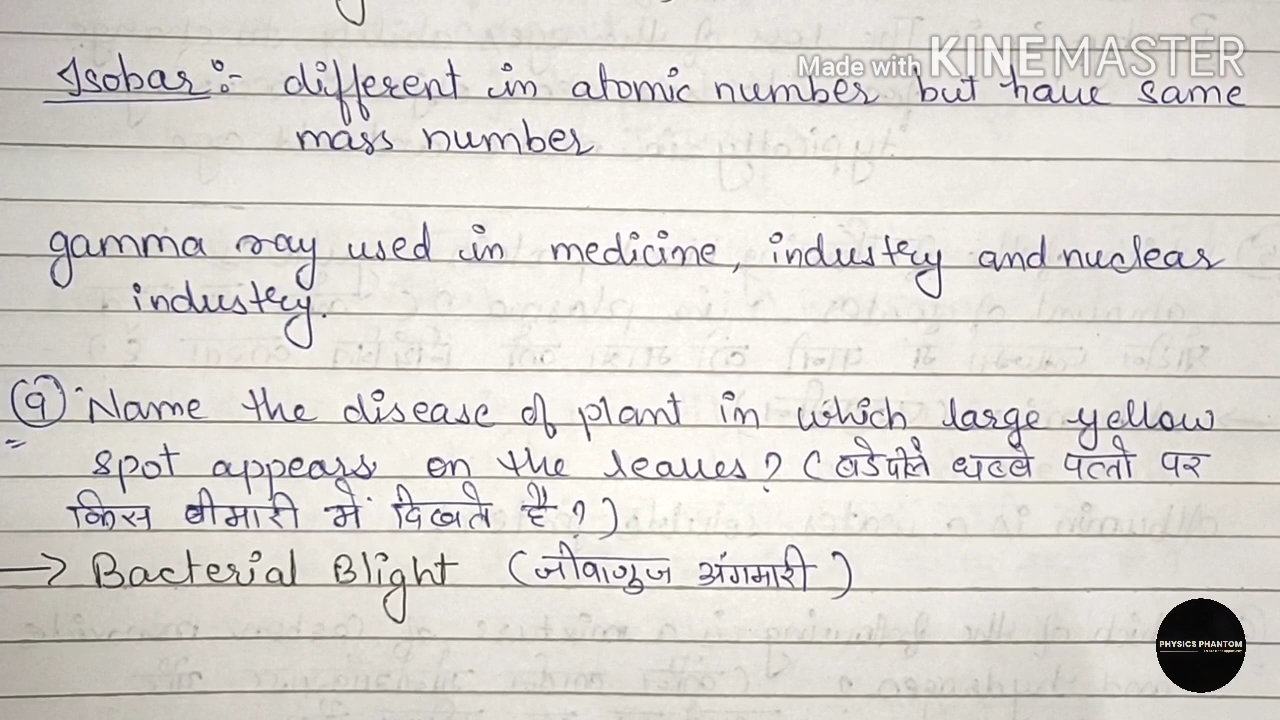 Made with KINEMASTER
Isobar :- different in atomic number but have same
mass number
gamma ray used in medicine, industry and nuclear
industry.
(9) Name the disease of plant in which large yellow
spot appears on the leaves? (बडे पीले धब्बे पत्तो पर
किस बीमारी में दिखते है?)
→ Bacterial Blight (जीवाणुज अंगमारी)
PHYSICS PHANTOM